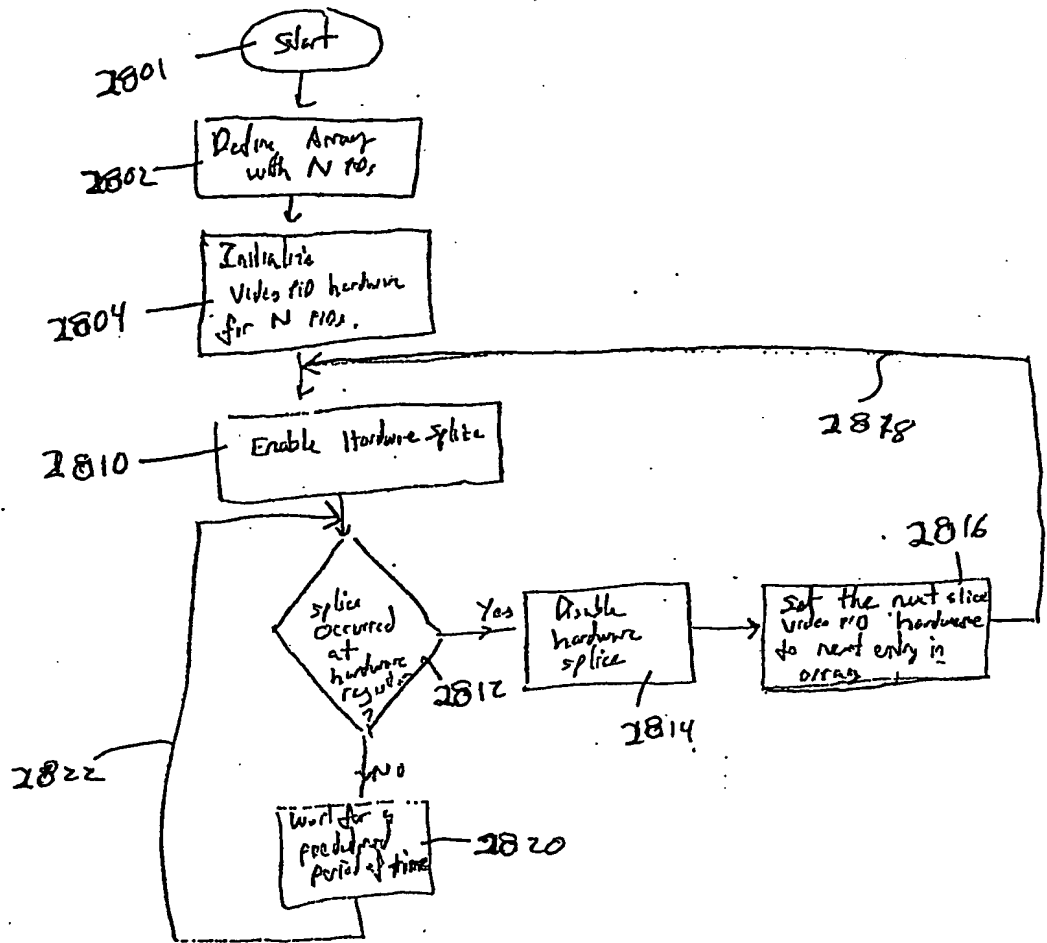 Start
2801
Define Array
with N PIDs
2802
Initialize
Video PID hardware
for N PIDs.
2804
2818
Enable Hardware Splice
2810
2816
splice
occurred
at
hardware
register
?
2812
Yes
Disable
hardware
splice
2814
Set the next slice
video PID hardware
to next entry in
array
2822
NO
Wait for a
predefined
period of time
2820